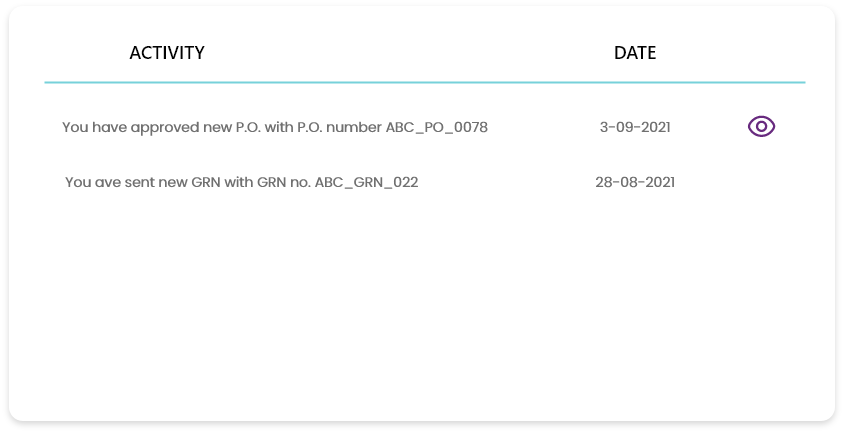 ACTIVITY DATE
You have approved new P.O. with P.O. number ABC_PO_0078 3-09-2021
You ave sent new GRN with GRN no. ABC_GRN_022 28-08-2021